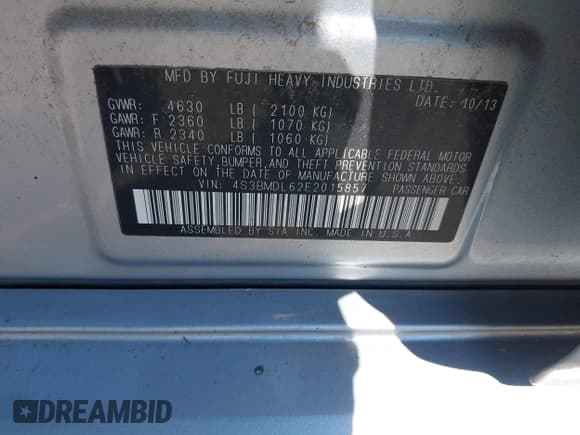 MFD BY FUJI HEAVY INDUSTRIES LTD.
DATE: 10/13
GVWR: 4630 LB ( 2100 KG)
GAWR: F 2360 LB ( 1070 KG)
GAWR: R 2340 LB ( 1060 KG)
THIS VEHICLE CONFORMS TO ALL APPLICABLE FEDERAL MOTOR
VEHICLE SAFETY, BUMPER, AND THEFT PREVENTION STANDARDS
IN EFFECT ON THE DATE OF MANUFACTURE SHOWN ABOVE.
VIN: 4S3BMDL62E2015857 PASSENGER CAR
ASSEMBLED BY SIA INC. MADE IN U.S.A.
DREAMBID